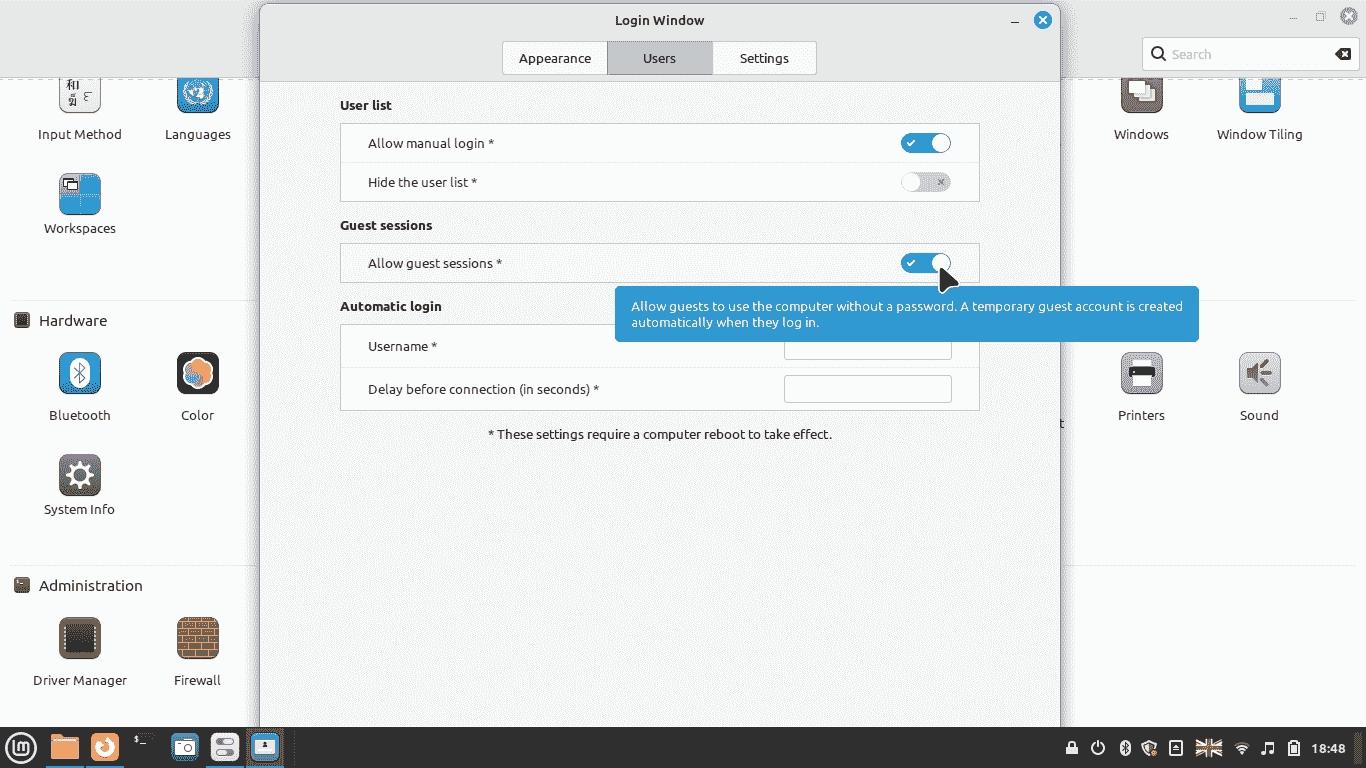 Login Window
Appearance
Users
Settings
Search
Input Method
Languages
Windows
Window Tiling
Workspaces
User list
Allow manual login *
Hide the user list *
Guest sessions
Allow guest sessions *
Allow guests to use the computer without a password. A temporary guest account is created
automatically when they log in.
Automatic login
Username *
Delay before connection (in seconds) *
* These settings require a computer reboot to take effect.
Hardware
Bluetooth
Color
Printers
Sound
System Info
Administration
Driver Manager
Firewall
18:48